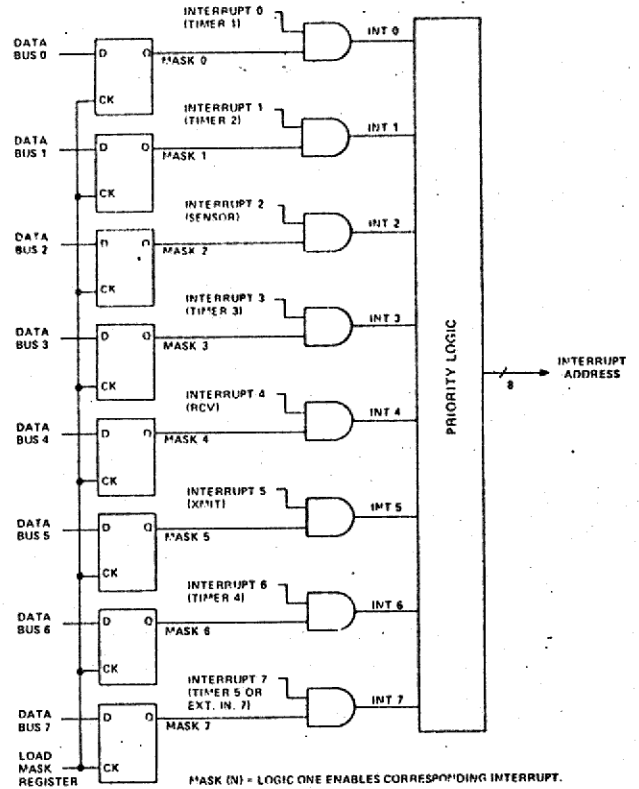 INTERRUPT 0
(TIMER 1)
INT 0
DATA
BUS 0
D
Q
MASK 0
CK
INTERRUPT 1
(TIMER 2)
INT 1
DATA
BUS 1
D
Q
MASK 1
CK
INTERRUPT 2
(SENSOR)
INT 2
DATA
BUS 2
D
Q
MASK 2
CK
INTERRUPT 3
(TIMER 3)
INT 3
DATA
BUS 3
D
Q
MASK 3
CK
PRIORITY LOGIC
8
INTERRUPT
ADDRESS
INTERRUPT 4
(RCV)
INT 4
DATA
BUS 4
D
Q
MASK 4
CK
INTERRUPT 5
(XMIT)
INT 5
DATA
BUS 5
D
Q
MASK 5
CK
INTERRUPT 6
(TIMER 4)
INT 6
DATA
BUS 6
D
Q
MASK 6
CK
INTERRUPT 7
(TIMER 5 OR
EXT. IN. 7)
INT 7
DATA
BUS 7
D
Q
MASK 7
LOAD
MASK
REGISTER
CK
MASK (N) = LOGIC ONE ENABLES CORRESPONDING INTERRUPT.